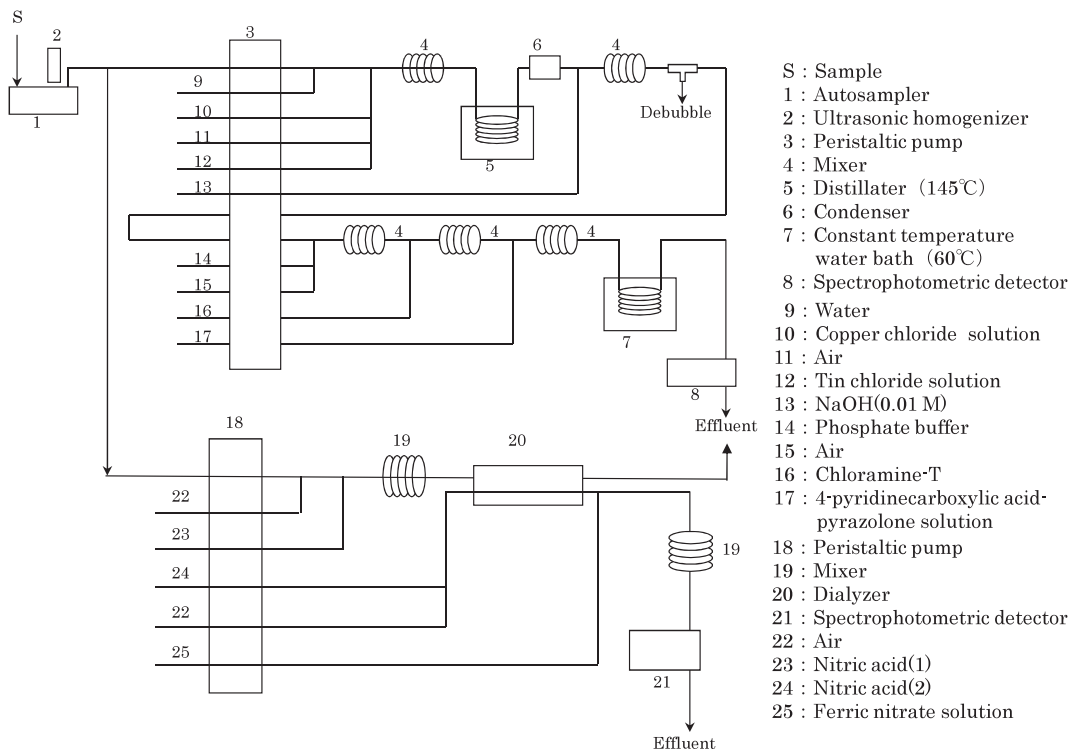 S
2
3
4
6
4
9
1
10
11
12
13
5
Debubble
4
4
4
14
15
16
17
7
8
Effluent
18
19
20
22
23
24
22
25
19
21
Effluent
S : Sample
1 : Autosampler
2 : Ultrasonic homogenizer
3 : Peristaltic pump
4 : Mixer
5 : Distillater (145℃)
6 : Condenser
7 : Constant temperature
water bath (60℃)
8 : Spectrophotometric detector
9 : Water
10 : Copper chloride solution
11 : Air
12 : Tin chloride solution
13 : NaOH(0.01 M)
14 : Phosphate buffer
15 : Air
16 : Chloramine-T
17 : 4-pyridinecarboxylic acid-
pyrazolone solution
18 : Peristaltic pump
19 : Mixer
20 : Dialyzer
21 : Spectrophotometric detector
22 : Air
23 : Nitric acid(1)
24 : Nitric acid(2)
25 : Ferric nitrate solution